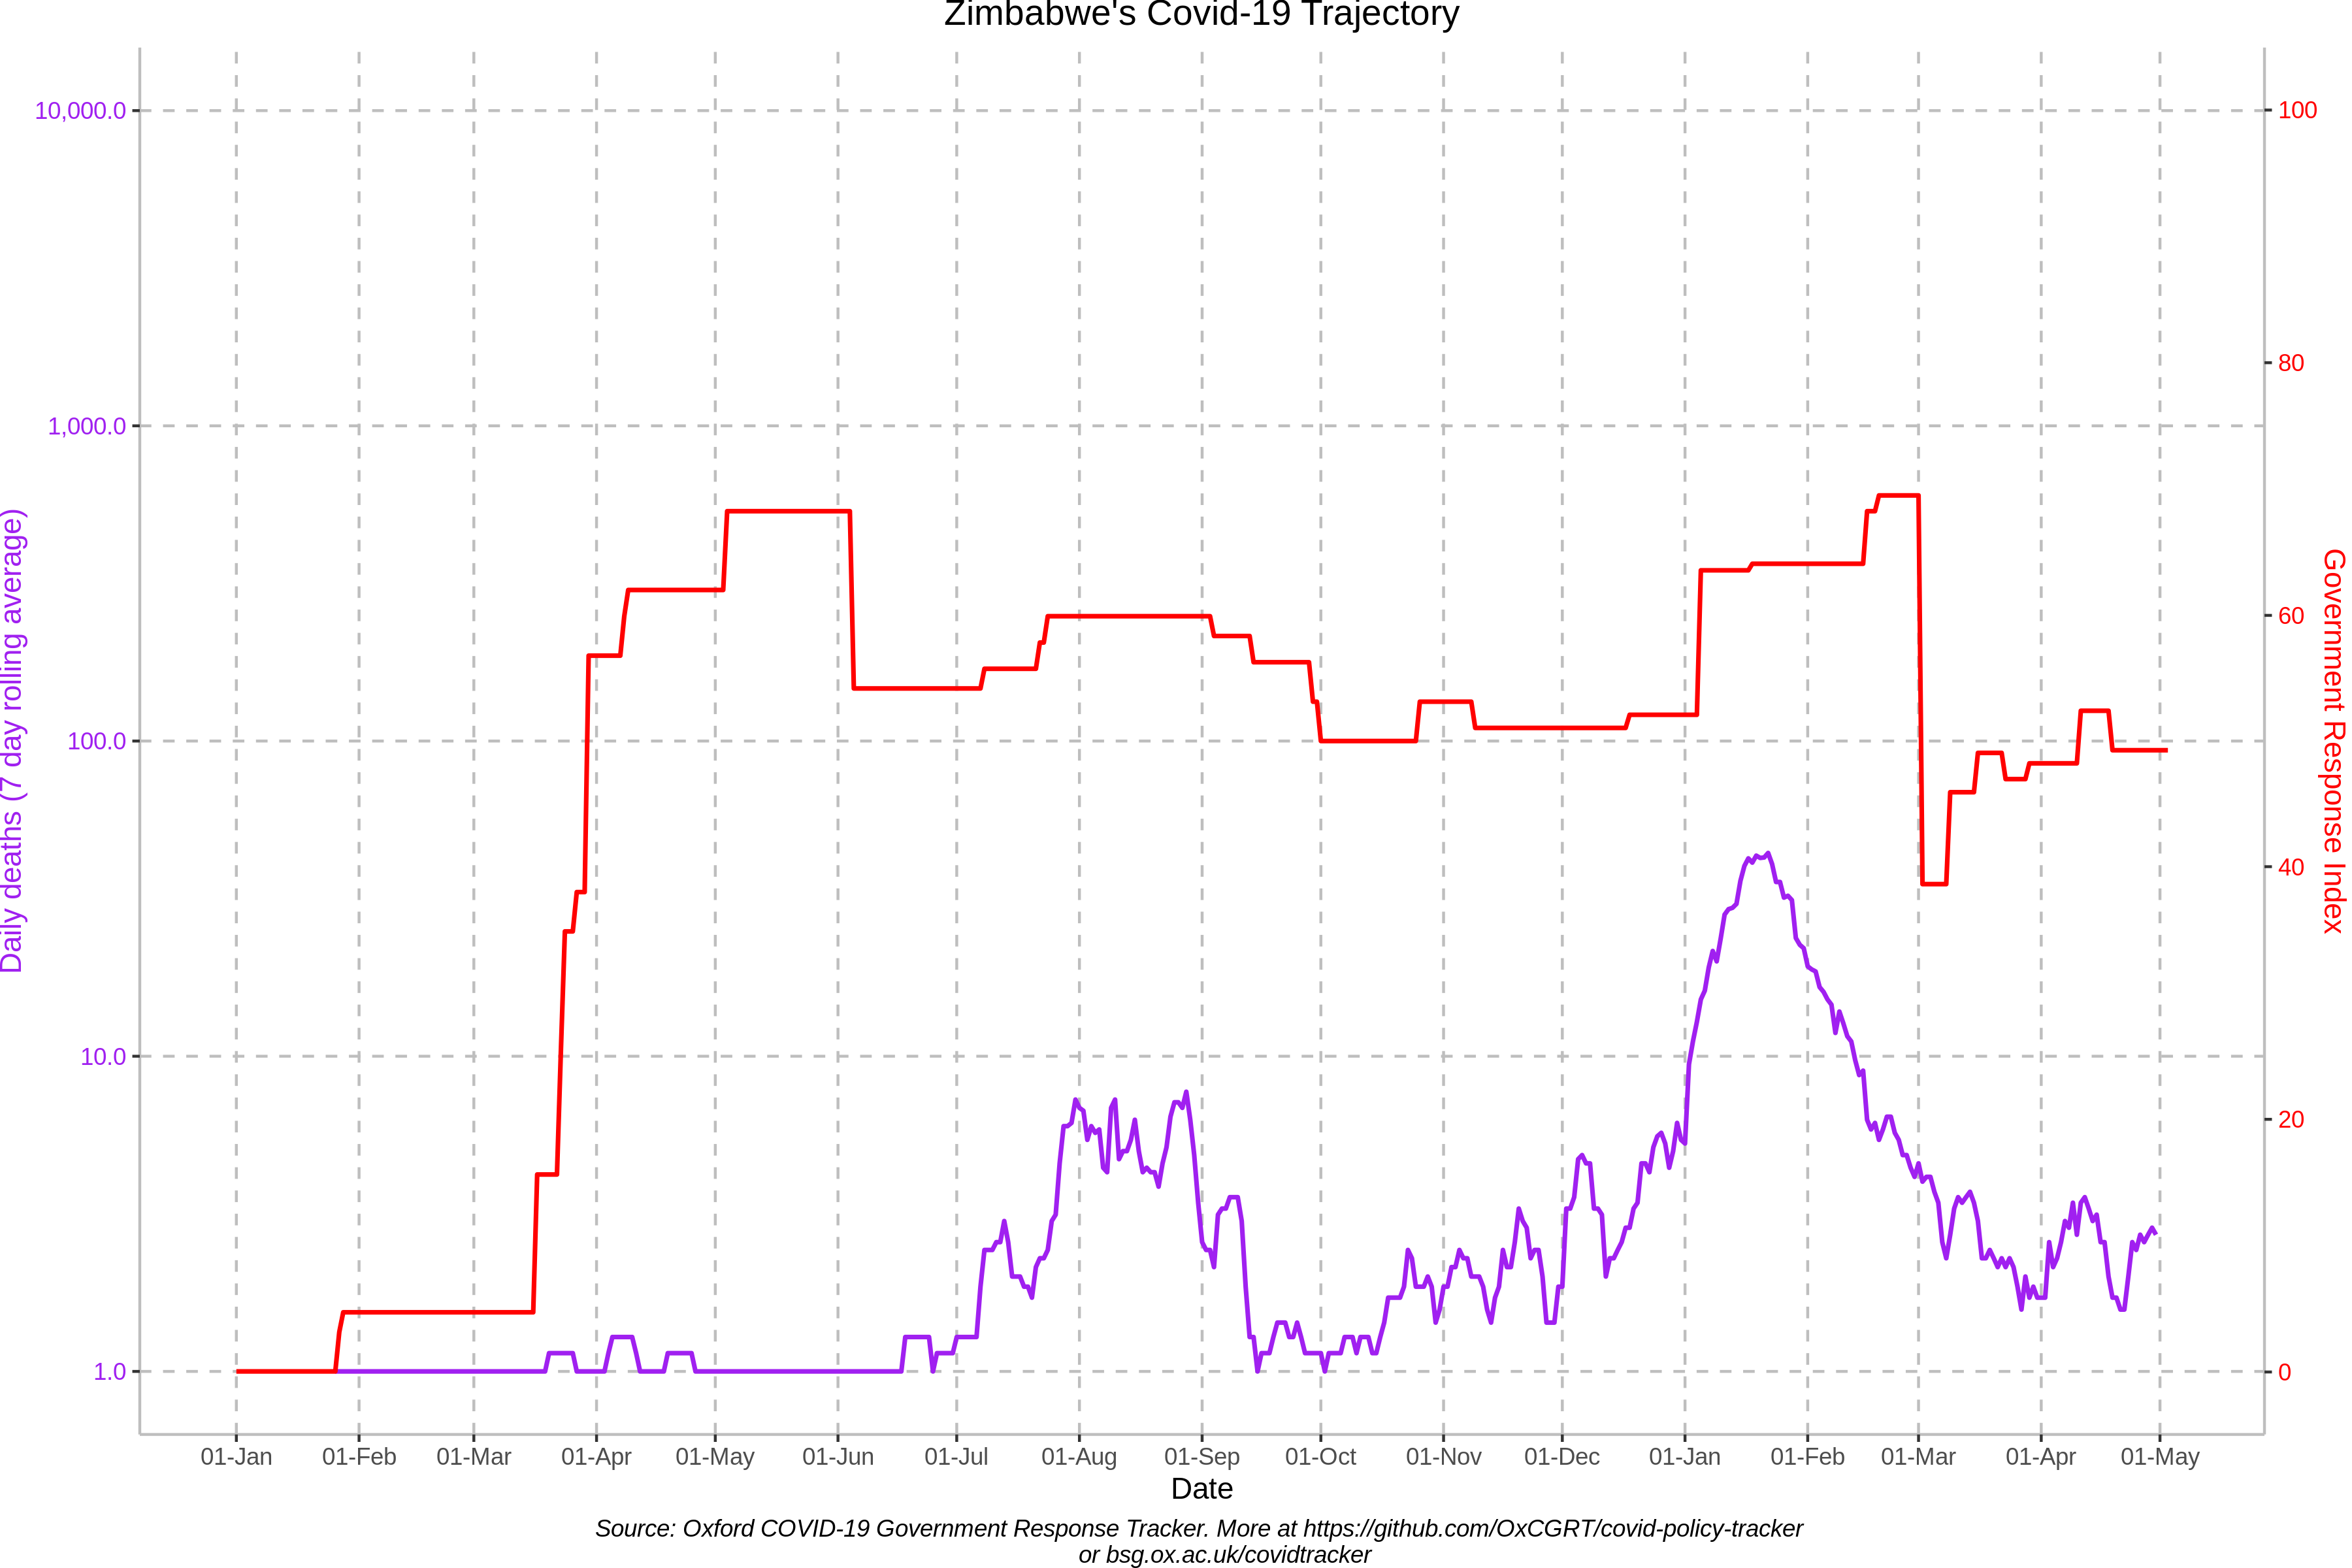 Zimbabwe's Covid-19 Trajectory
10,000.0
1,000.0
100.0
10.0
1.0
Daily deaths (7 day rolling average)
100
80
60
40
20
0
Government Response Index
01-Jan 01-Feb 01-Mar 01-Apr 01-May 01-Jun 01-Jul 01-Aug 01-Sep 01-Oct 01-Nov 01-Dec 01-Jan 01-Feb 01-Mar 01-Apr 01-May
Date
Source: Oxford COVID-19 Government Response Tracker. More at https://github.com/OxCGRT/covid-policy-tracker
or bsg.ox.ac.uk/covidtracker